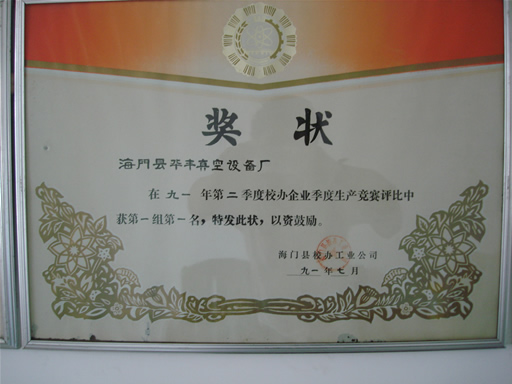 奖状
海門县华丰真空设备厂
在九一年第二季度校办企业季度生产竞赛评比中
获第一组第一名，特发此状，以资鼓励。
海门县校办工业公司
九一年七月